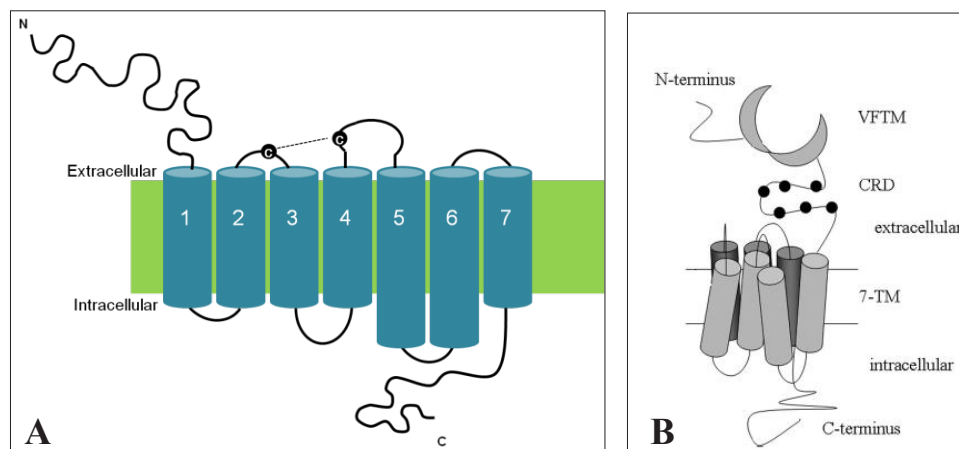 N
C
C
Extracellular
1 2 3 4 5 6 7
Intracellular
C
A
N-terminus
VFTM
CRD
extracellular
7-TM
intracellular
C-terminus
B